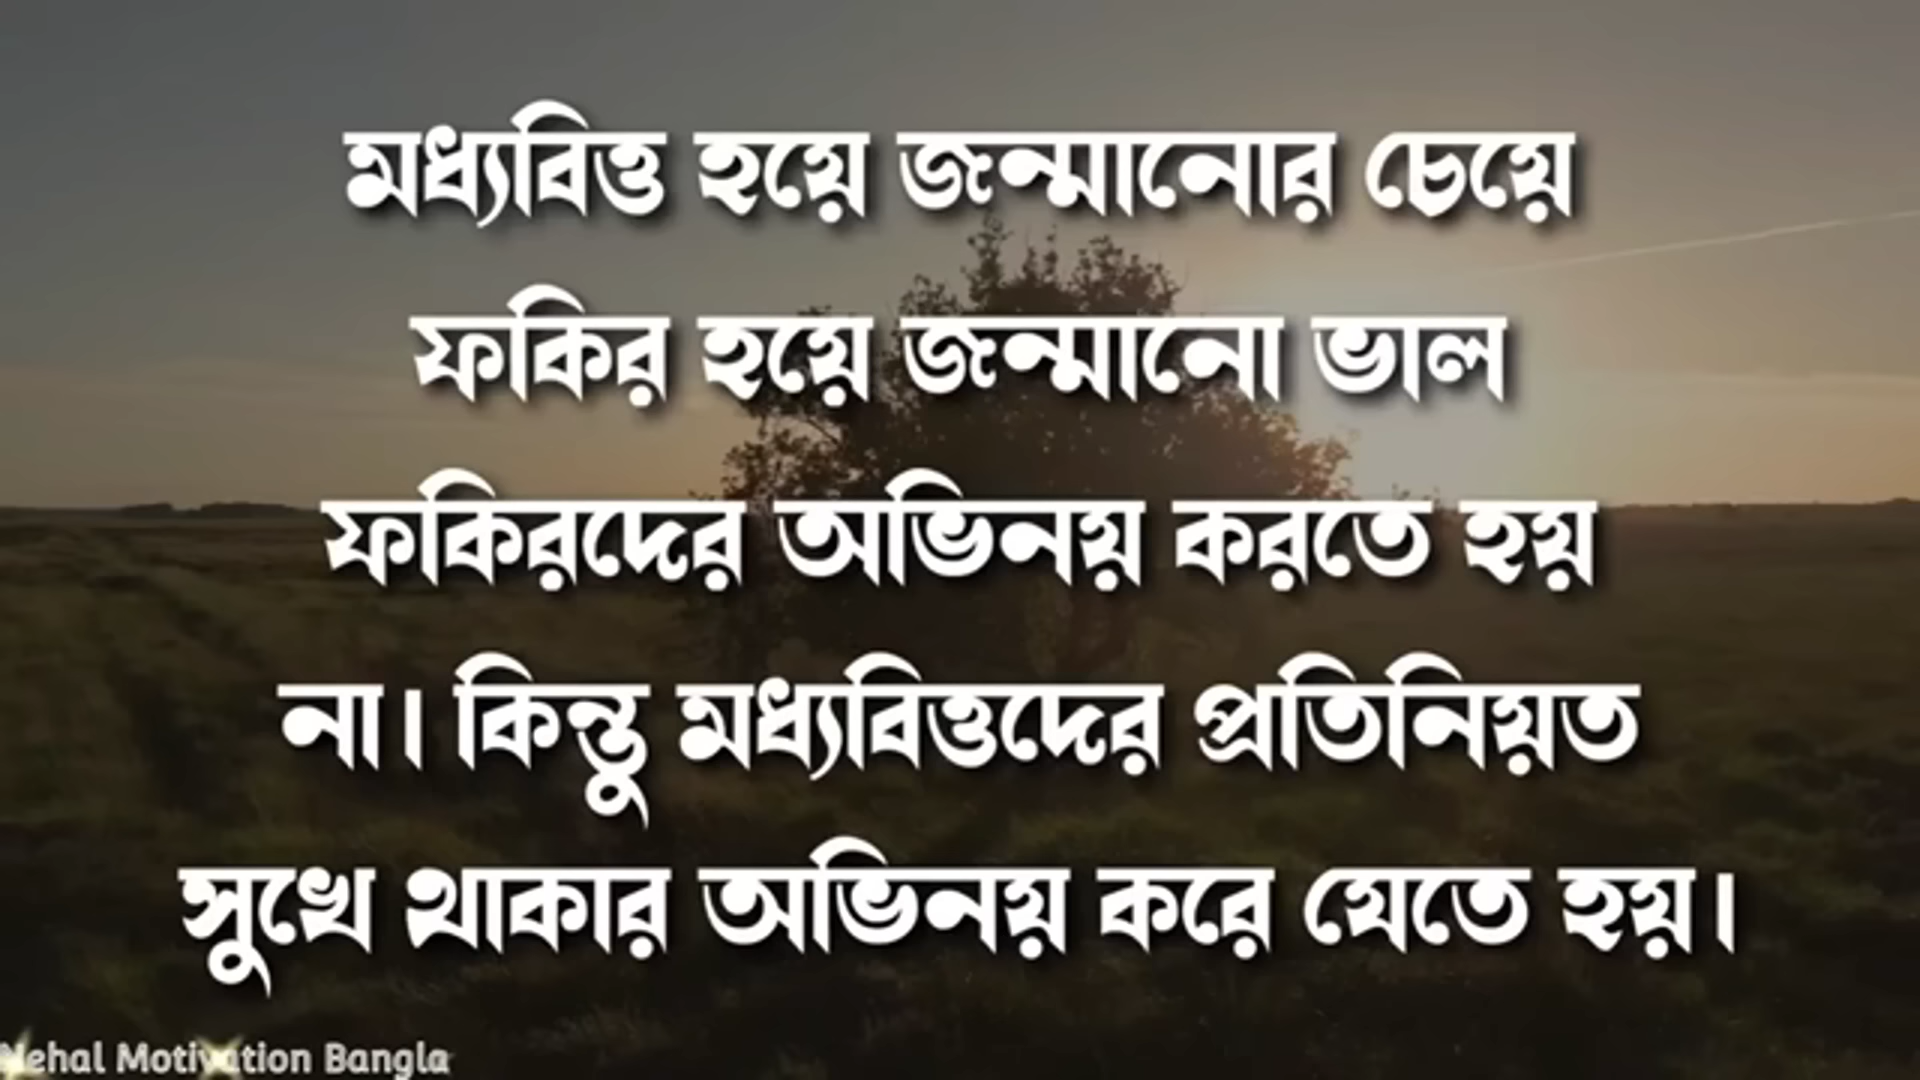 মধ্যবিত্ত হয়ে জন্মানোর চেয়ে
ফকির হয়ে জন্মানো ভাল
ফকিরদের অভিনয় করতে হয়
না। কিন্তু মধ্যবিত্তদের প্রতিনিয়ত
সুখে থাকার অভিনয় করে যেতে হয়।
Nehal Motivation Bangla